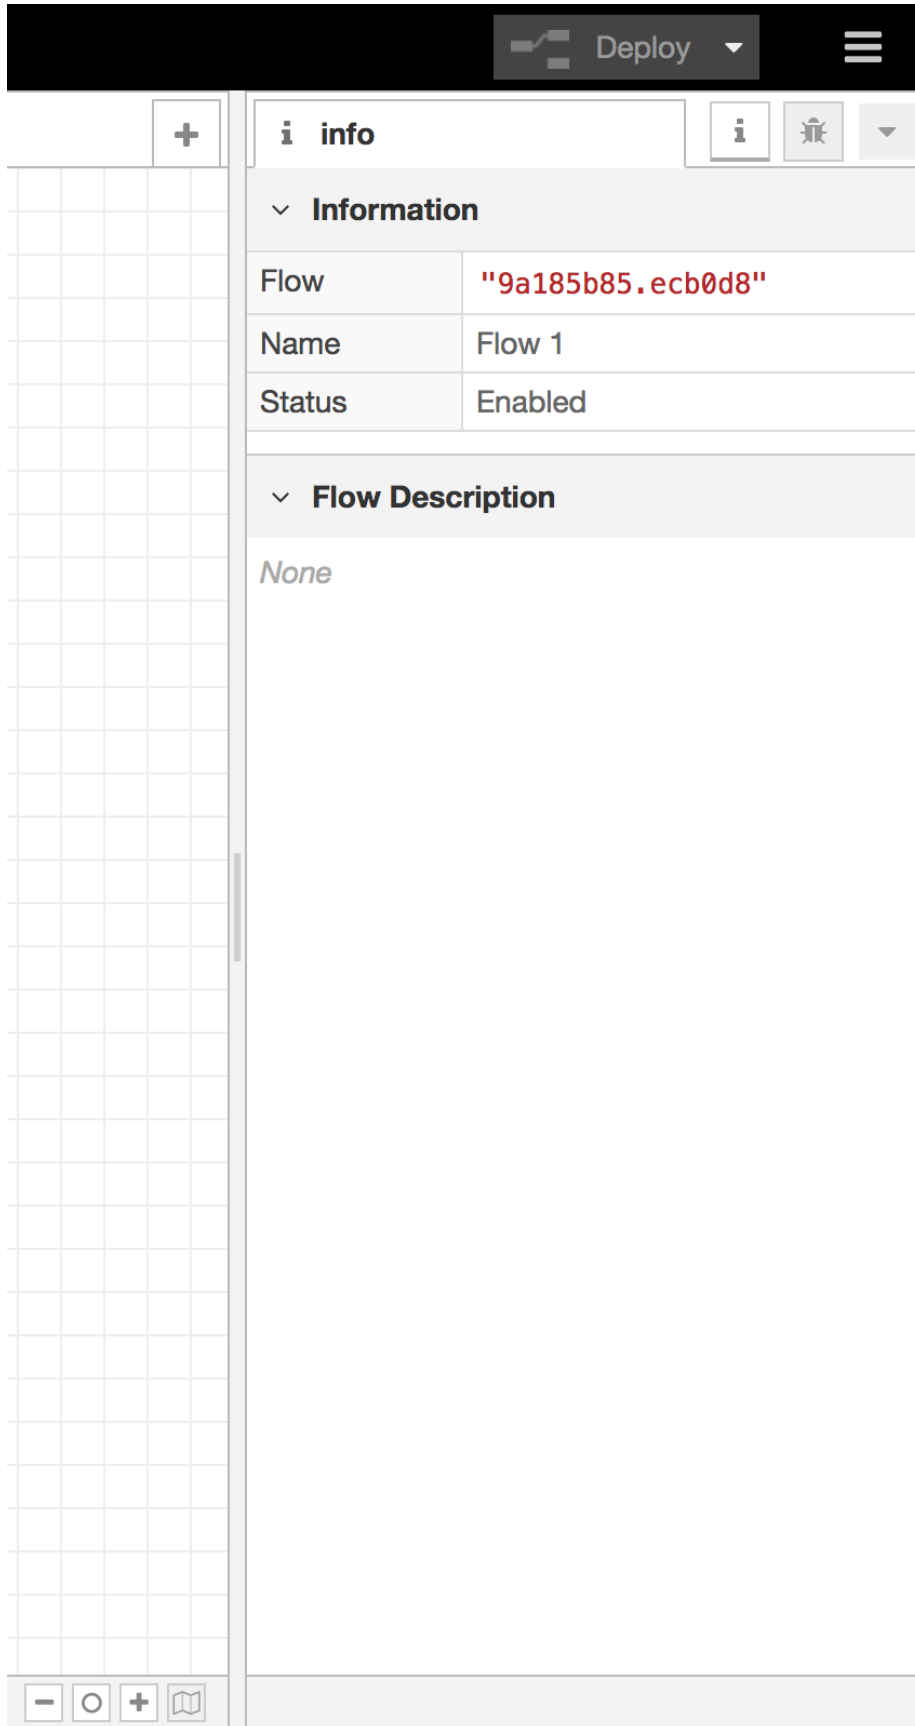 Deploy
info
Information
Flow "9a185b85.ecb0d8"
Name Flow 1
Status Enabled
Flow Description
None